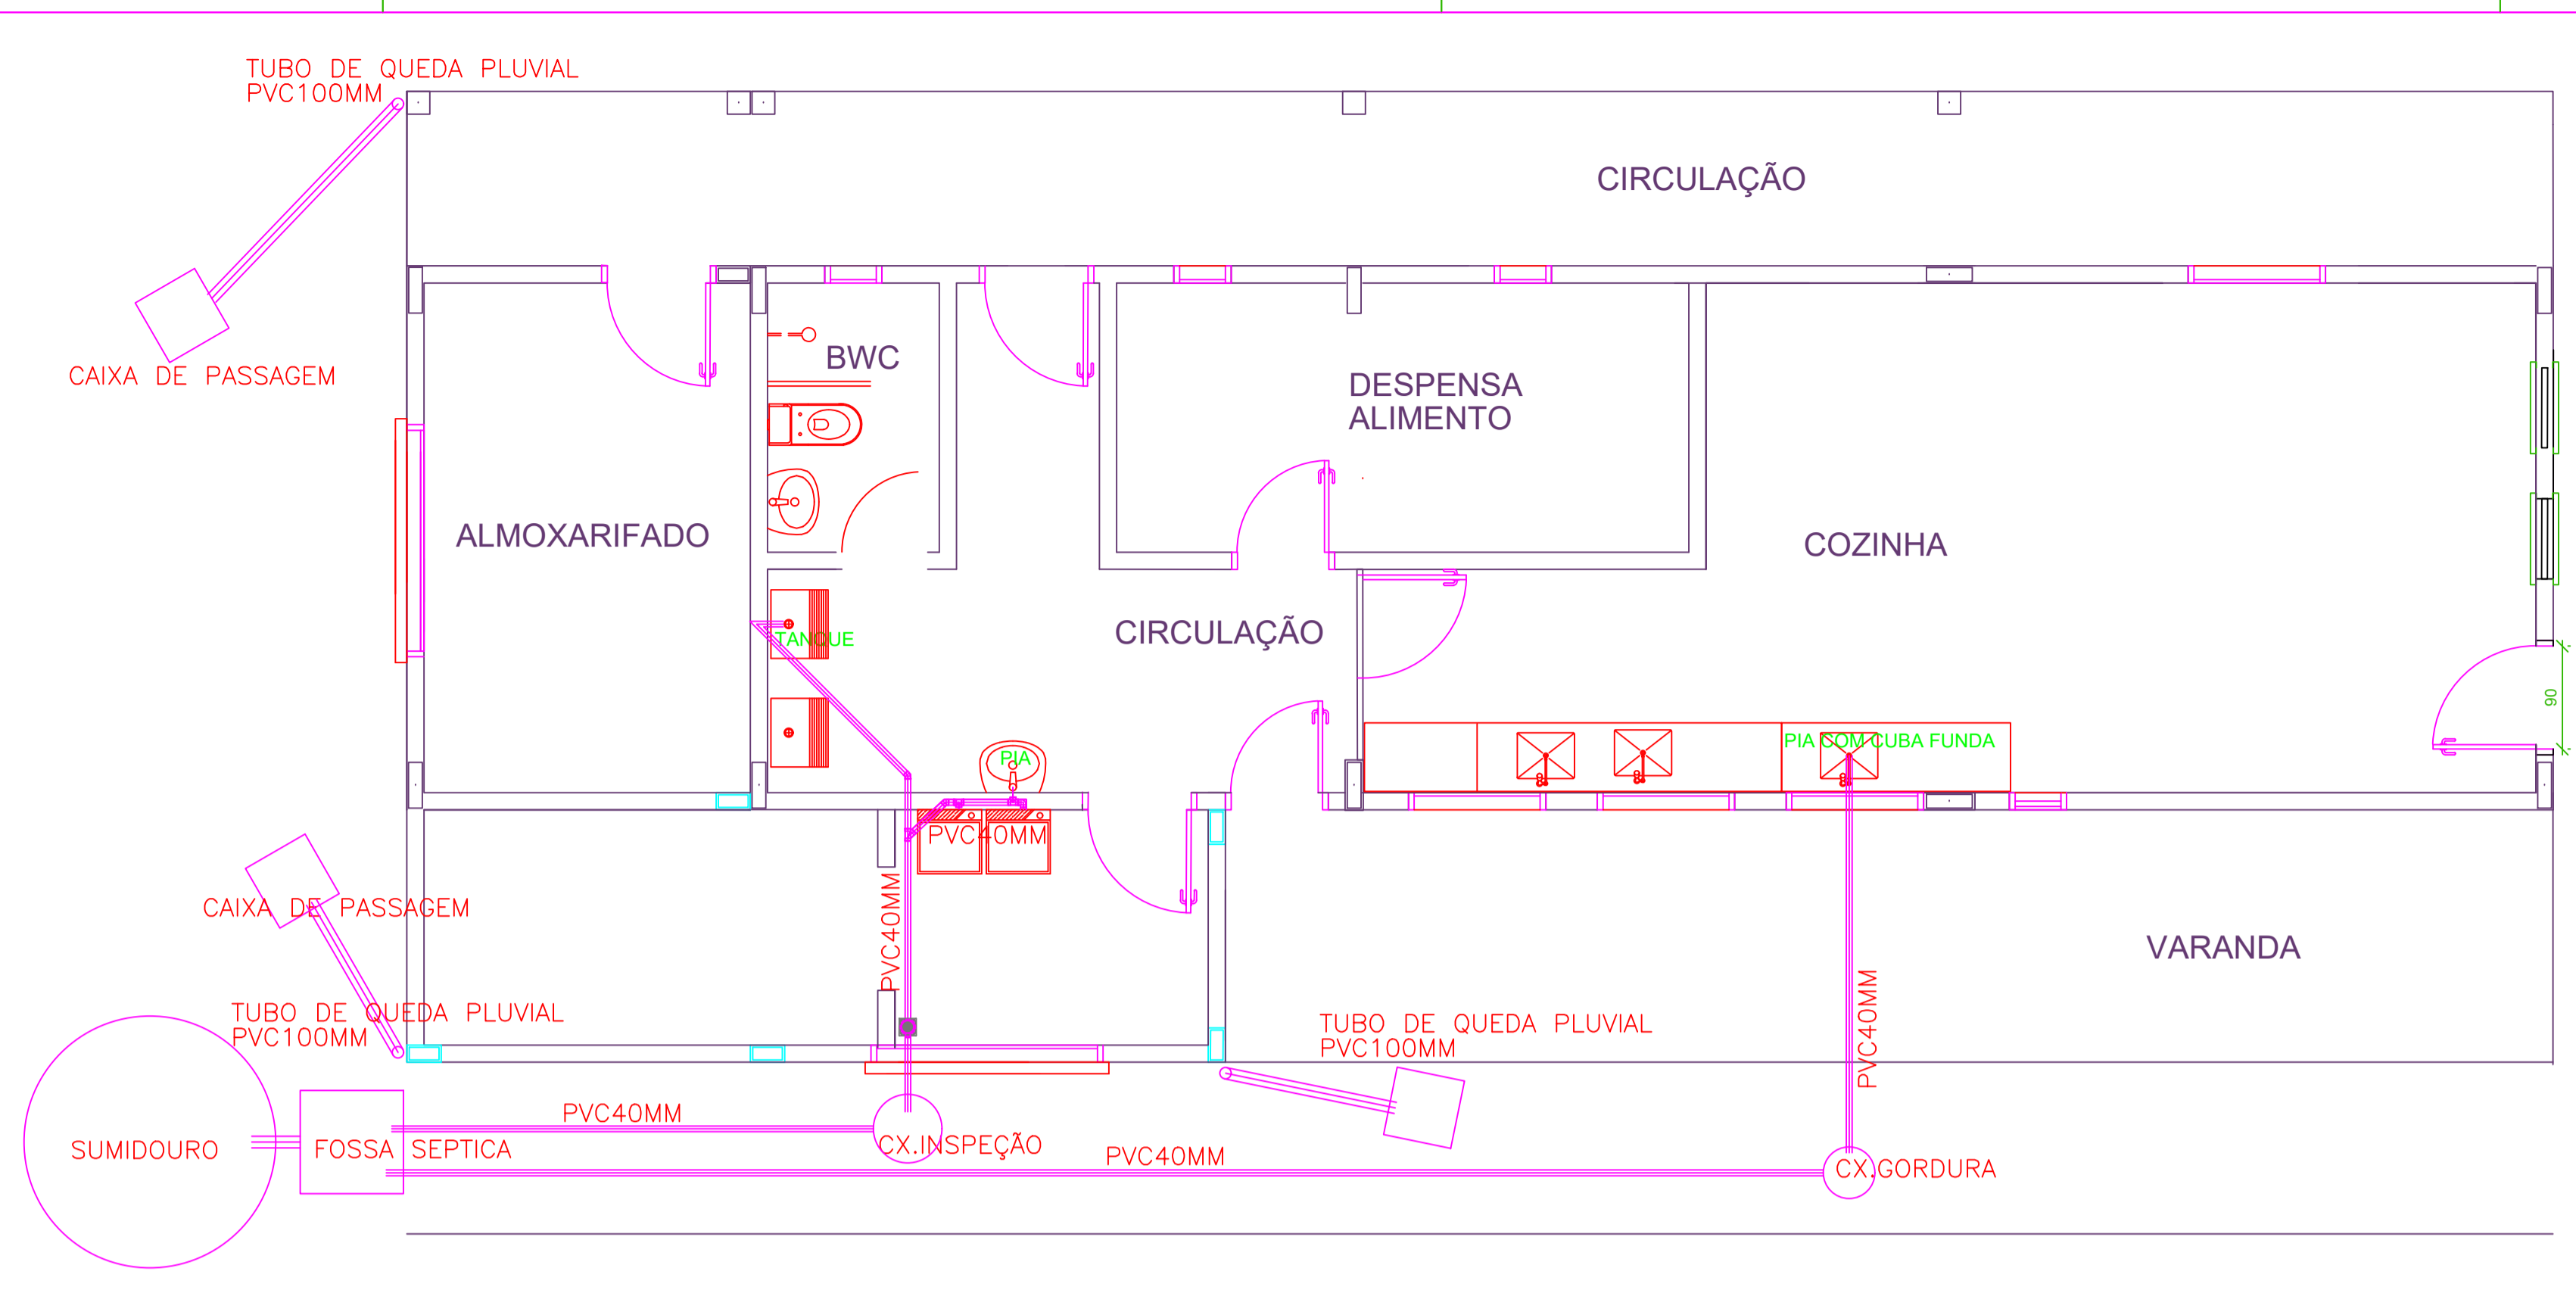 TUBO DE QUEDA PLUVIAL
PVC100MM
CIRCULAÇÃO
CAIXA DE PASSAGEM
BWC
DESPENSA
ALIMENTO
ALMOXARIFADO
COZINHA
TANQUE
CIRCULAÇÃO
90
PIA
PIA COM CUBA FUNDA
PVC40MM
PVC40MM
CAIXA DE PASSAGEM
VARANDA
TUBO DE QUEDA PLUVIAL
PVC100MM
TUBO DE QUEDA PLUVIAL
PVC100MM
PVC40MM
PVC40MM
SUMIDOURO
FOSSA SEPTICA
CX.INSPEÇÃO
PVC40MM
CX.GORDURA